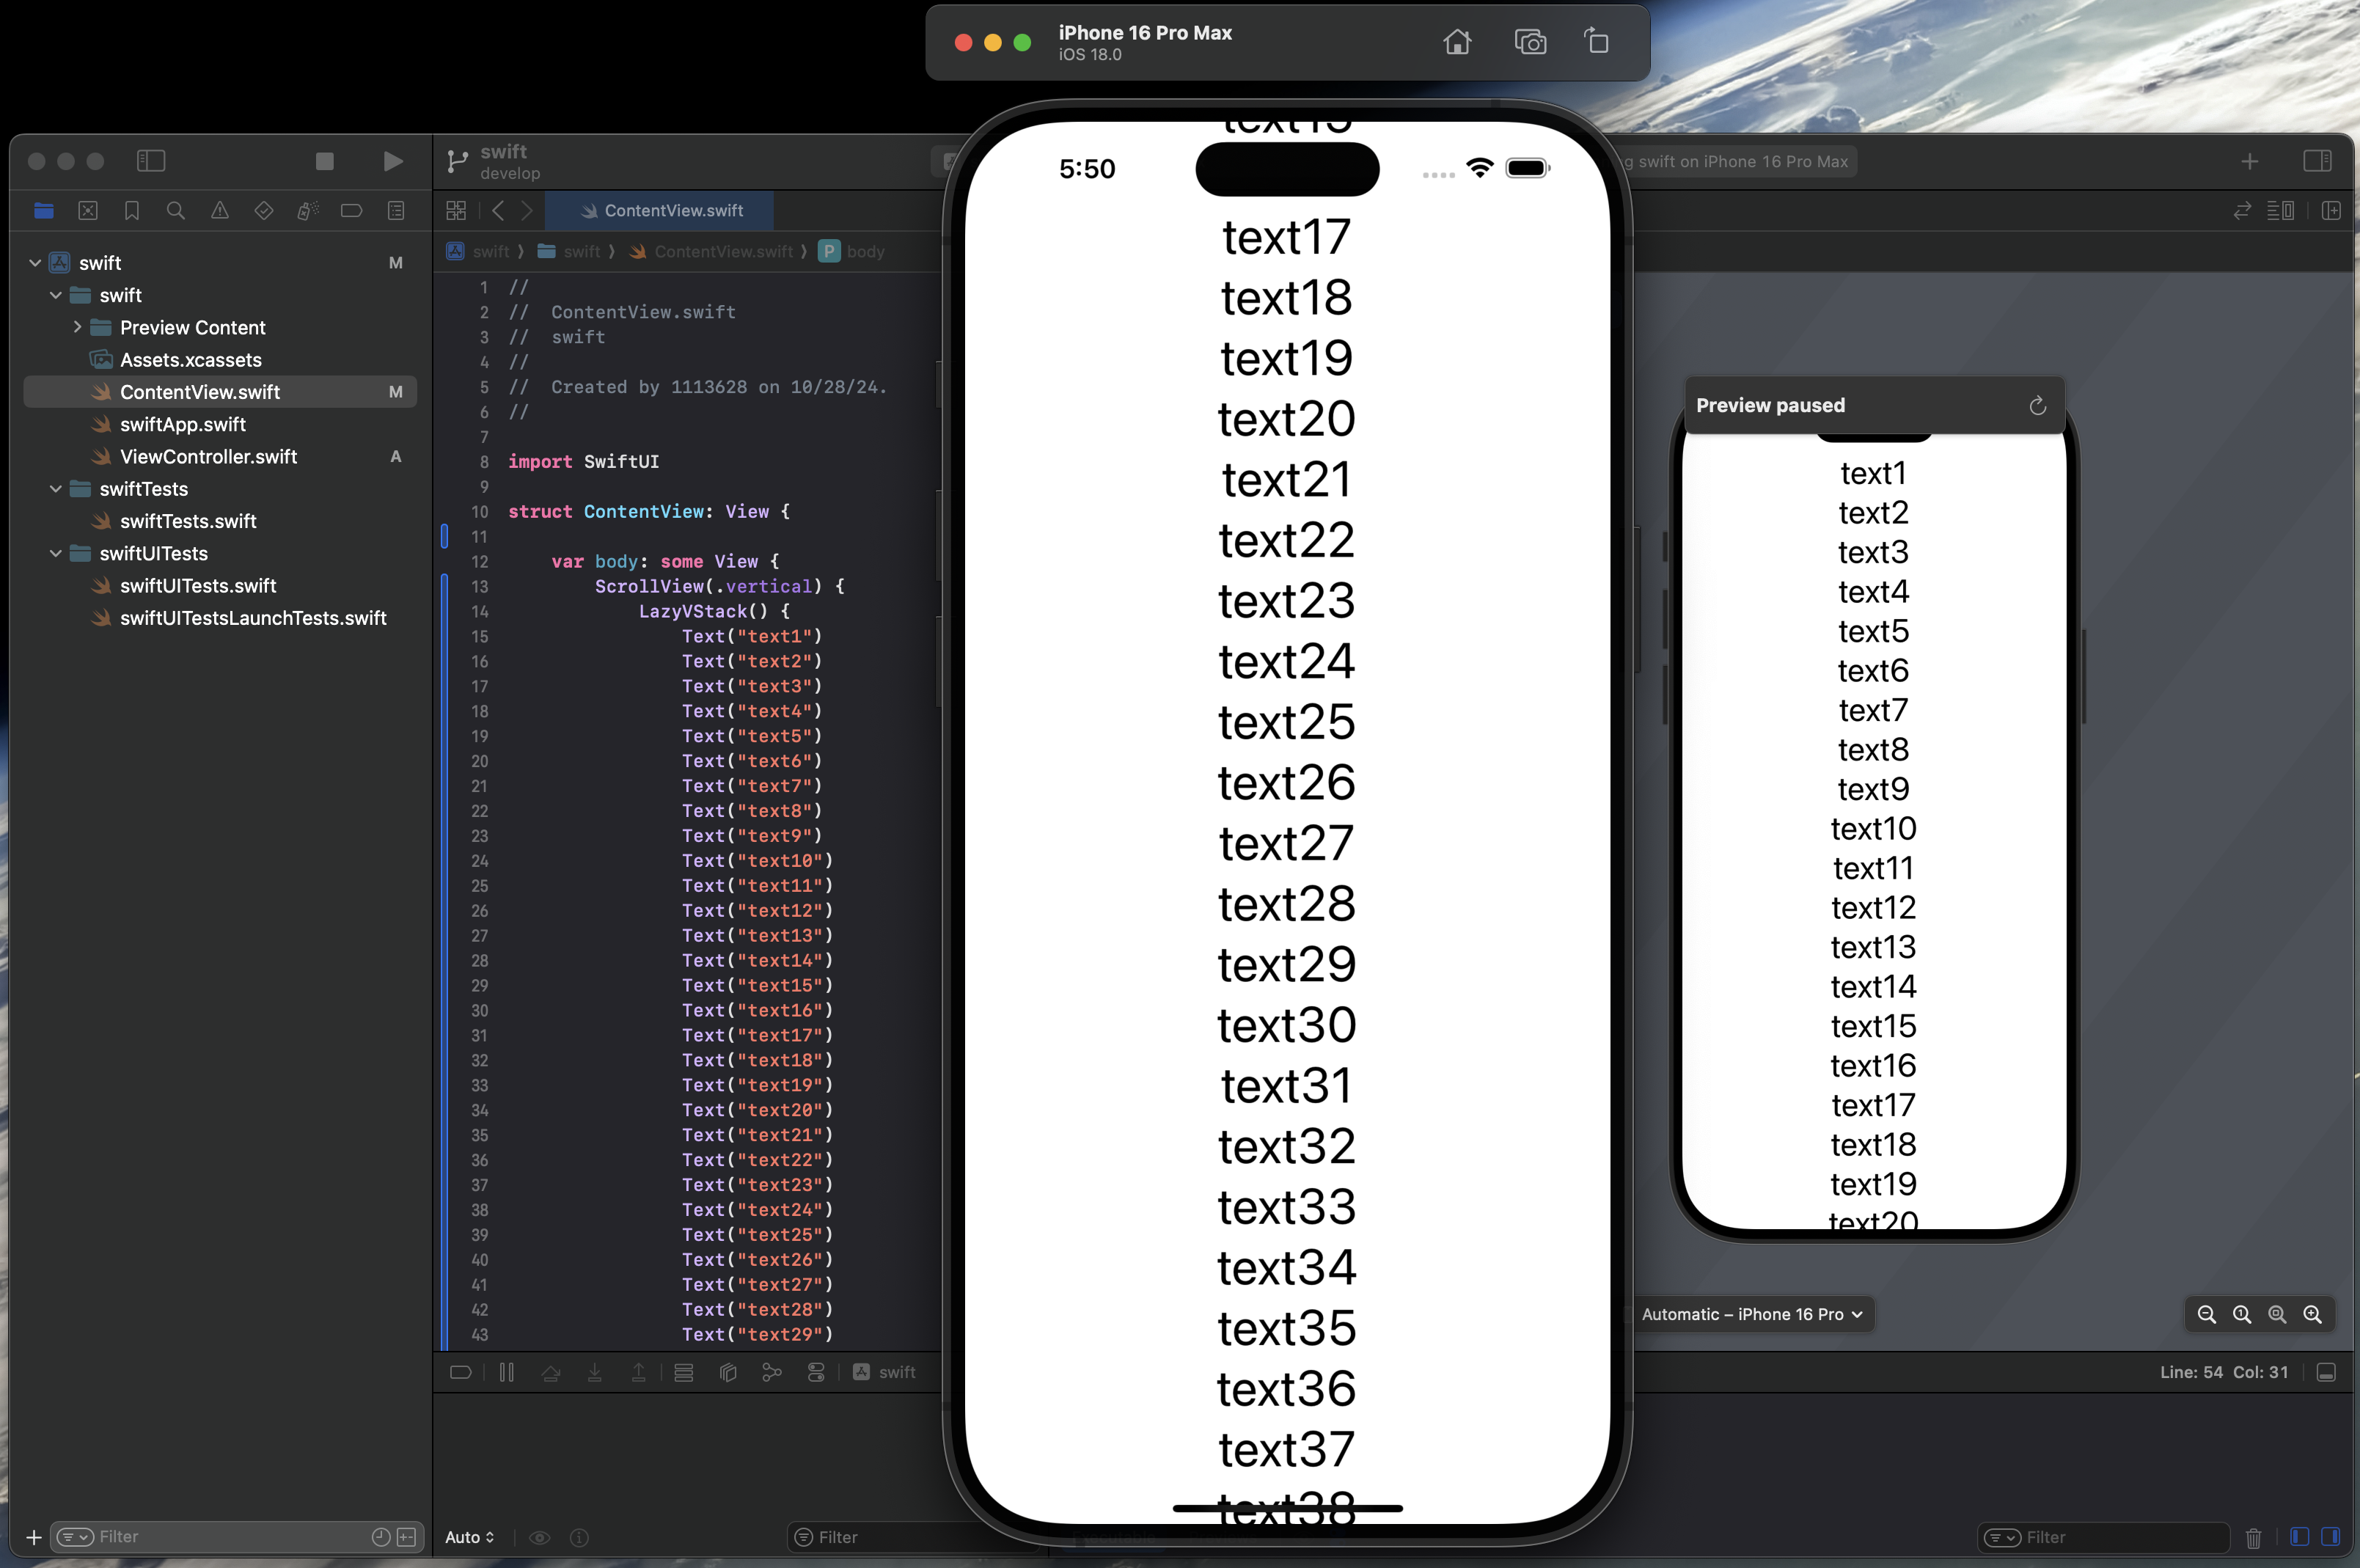 iPhone 16 Pro Max
iOS 18.0
swift
develop
g swift on iPhone 16 Pro Max
ContentView.swift
swift
swift
ContentView.swift
P
body
swift M
swift
Preview Content
Assets.xcassets
ContentView.swift M
swiftApp.swift
ViewController.swift A
swiftTests
swiftTests.swift
swiftUITests
swiftUITests.swift
swiftUITestsLaunchTests.swift
Filter
1 //
2 //  ContentView.swift
3 //  swift
4 //
5 //  Created by 1113628 on 10/28/24.
6 //
7
8 import SwiftUI
9
10 struct ContentView: View {
11
12     var body: some View {
13         ScrollView(.vertical) {
14             LazyVStack() {
15                 Text("text1")
16                 Text("text2")
17                 Text("text3")
18                 Text("text4")
19                 Text("text5")
20                 Text("text6")
21                 Text("text7")
22                 Text("text8")
23                 Text("text9")
24                 Text("text10")
25                 Text("text11")
26                 Text("text12")
27                 Text("text13")
28                 Text("text14")
29                 Text("text15")
30                 Text("text16")
31                 Text("text17")
32                 Text("text18")
33                 Text("text19")
34                 Text("text20")
35                 Text("text21")
36                 Text("text22")
37                 Text("text23")
38                 Text("text24")
39                 Text("text25")
40                 Text("text26")
41                 Text("text27")
42                 Text("text28")
43                 Text("text29")
swift
Auto
Filter
5:50
text17
text18
text19
text20
text21
text22
text23
text24
text25
text26
text27
text28
text29
text30
text31
text32
text33
text34
text35
text36
text37
text38
Preview paused
text1
text2
text3
text4
text5
text6
text7
text8
text9
text10
text11
text12
text13
text14
text15
text16
text17
text18
text19
text20
Automatic – iPhone 16 Pro
Line: 54 Col: 31
Filter